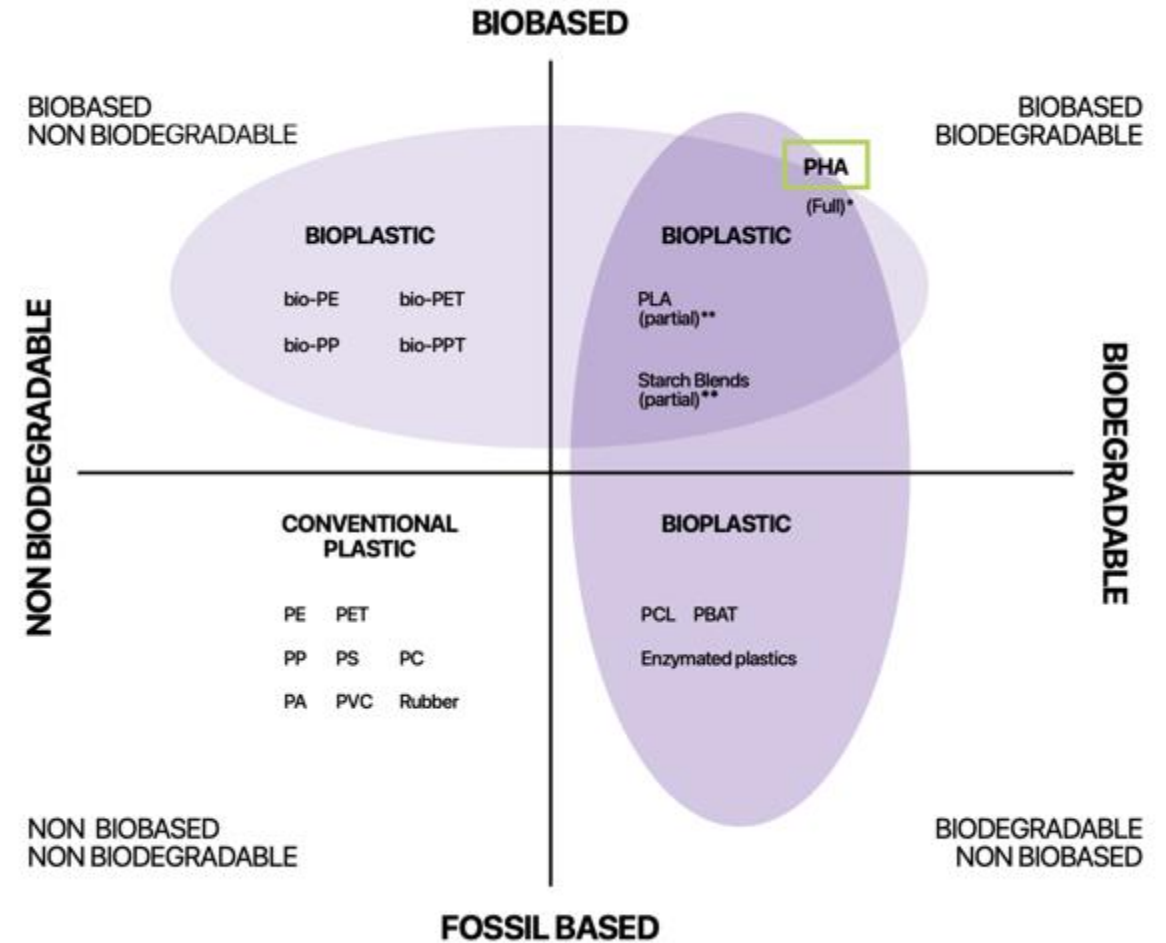 BIOBASED
BIOBASED
NON BIODEGRADABLE
BIOBASED
BIODEGRADABLE
PHA
(Full)*
BIOPLASTIC
BIOPLASTIC
bio-PE bio-PET
PLA
(partial)**
bio-PP bio-PPT
Starch Blends
(partial)**
NON BIODEGRADABLE
BIODEGRADABLE
CONVENTIONAL
PLASTIC
BIOPLASTIC
PE PET
PCL PBAT
PP PS PC
Enzymated plastics
PA PVC Rubber
NON BIOBASED
NON BIODEGRADABLE
BIODEGRADABLE
NON BIOBASED
FOSSIL BASED